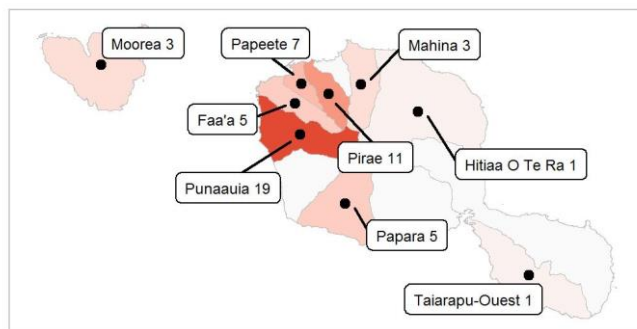 Moorea 3
Papeete 7
Mahina 3
Faa'a 5
Pirae 11
Hitiaa O Te Ra 1
Punaauia 19
Papara 5
Taiarapu-Ouest 1